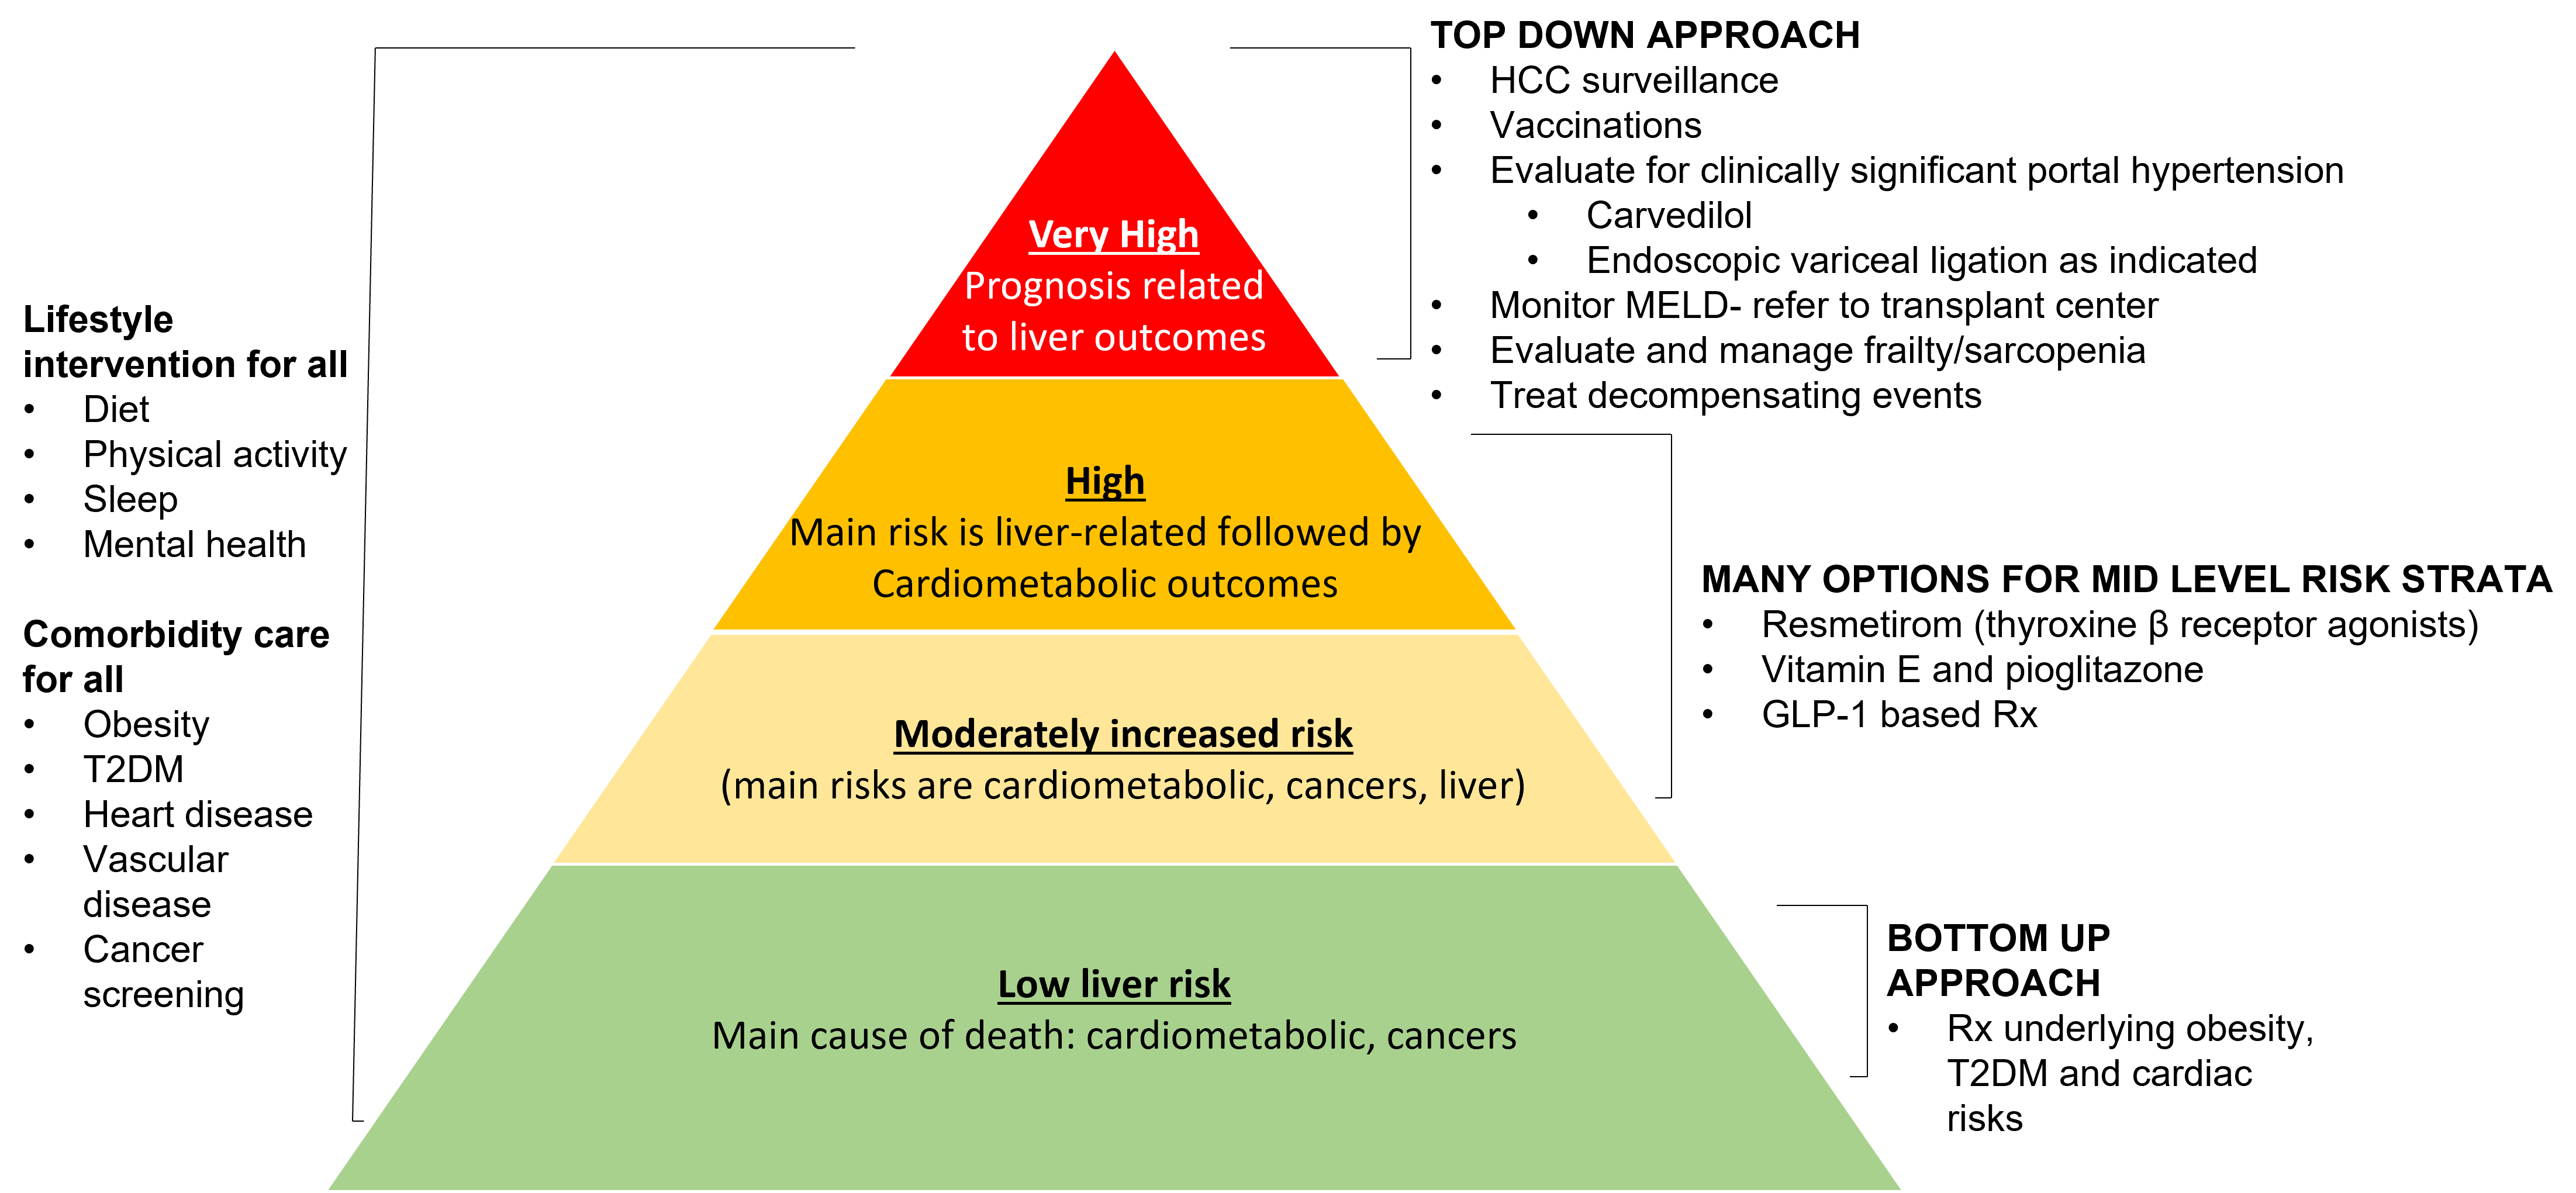 Lifestyle
intervention for all
• Diet
• Physical activity
• Sleep
• Mental health
Comorbidity care
for all
• Obesity
• T2DM
• Heart disease
• Vascular
disease
• Cancer
screening
Very High
Prognosis related
to liver outcomes
High
Main risk is liver-related followed by
Cardiometabolic outcomes
Moderately increased risk
(main risks are cardiometabolic, cancers, liver)
Low liver risk
Main cause of death: cardiometabolic, cancers
TOP DOWN APPROACH
• HCC surveillance
• Vaccinations
• Evaluate for clinically significant portal hypertension
• Carvedilol
• Endoscopic variceal ligation as indicated
• Monitor MELD- refer to transplant center
• Evaluate and manage frailty/sarcopenia
• Treat decompensating events
MANY OPTIONS FOR MID LEVEL RISK STRATA
• Resmetirom (thyroxine β receptor agonists)
• Vitamin E and pioglitazone
• GLP-1 based Rx
BOTTOM UP
APPROACH
• Rx underlying obesity,
T2DM and cardiac
risks